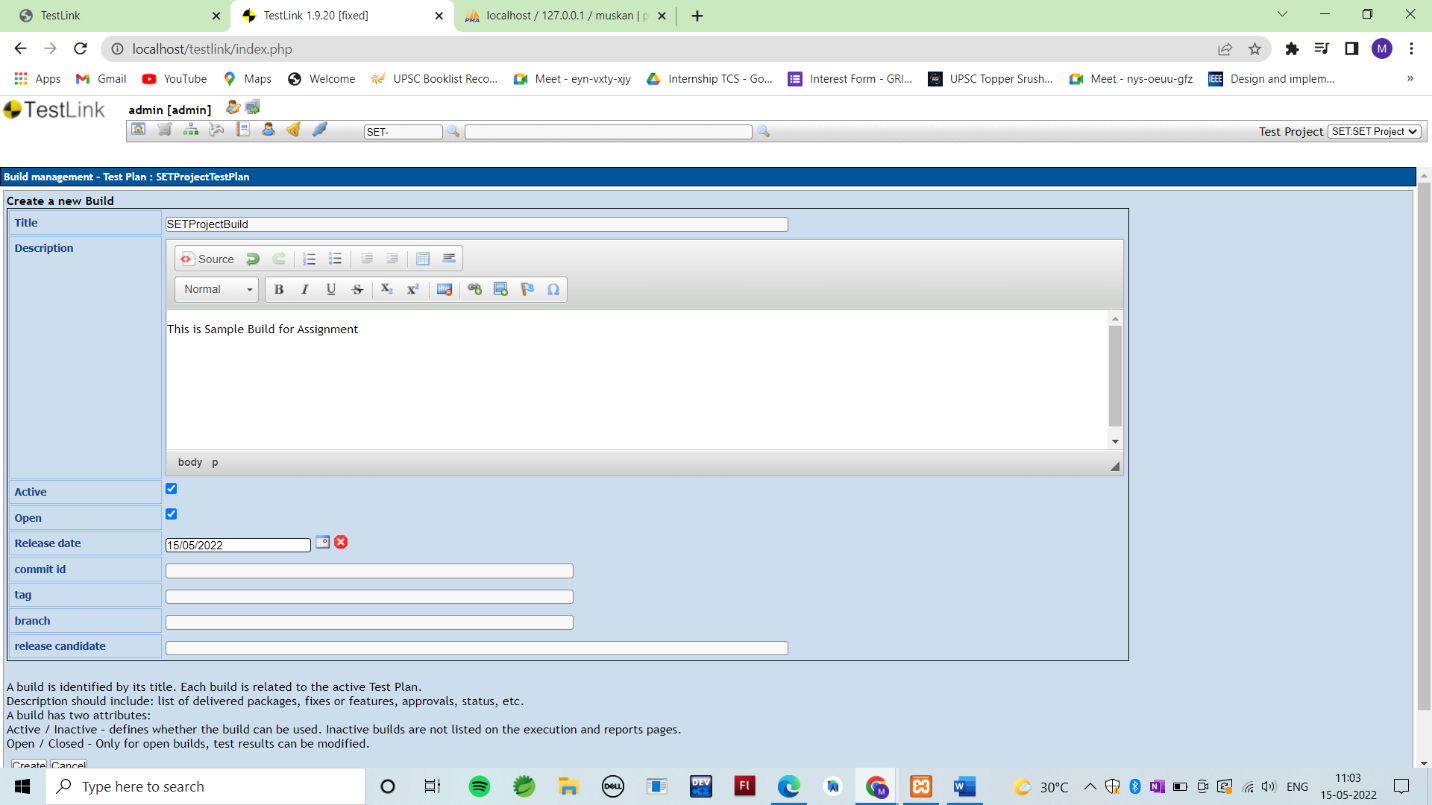 TestLink
TestLink 1.9.20 [fixed]
localhost / 127.0.0.1 / muskan | p
localhost/testlink/index.php
M
Apps
Gmail
YouTube
Maps
Welcome
UPSC Booklist Reco...
Meet - eyn-vxty-xjy
Internship TCS - Go...
Interest Form - GRI...
UPSC Topper Srush...
Meet - nys-oeuu-gfz
Design and implem...
»
TestLink
admin [admin]
SET-
Test Project
SET:SET Project
Build management - Test Plan : SETProjectTestPlan
Create a new Build
Title
SETProjectBuild
Description
Source
Normal
B I U S X₂ X² Ω
This is Sample Build for Assignment
body p
Active
Open
Release date
15/05/2022
commit id
tag
branch
release candidate
A build is identified by its title. Each build is related to the active Test Plan.
Description should include: list of delivered packages, fixes or features, approvals, status, etc.
A build has two attributes:
Active / Inactive - defines whether the build can be used. Inactive builds are not listed on the execution and reports pages.
Open / Closed - Only for open builds, test results can be modified.
Create Cancel
Type here to search
DELL
DEV
Fl
M
W
30°C
ENG
11:03
15-05-2022